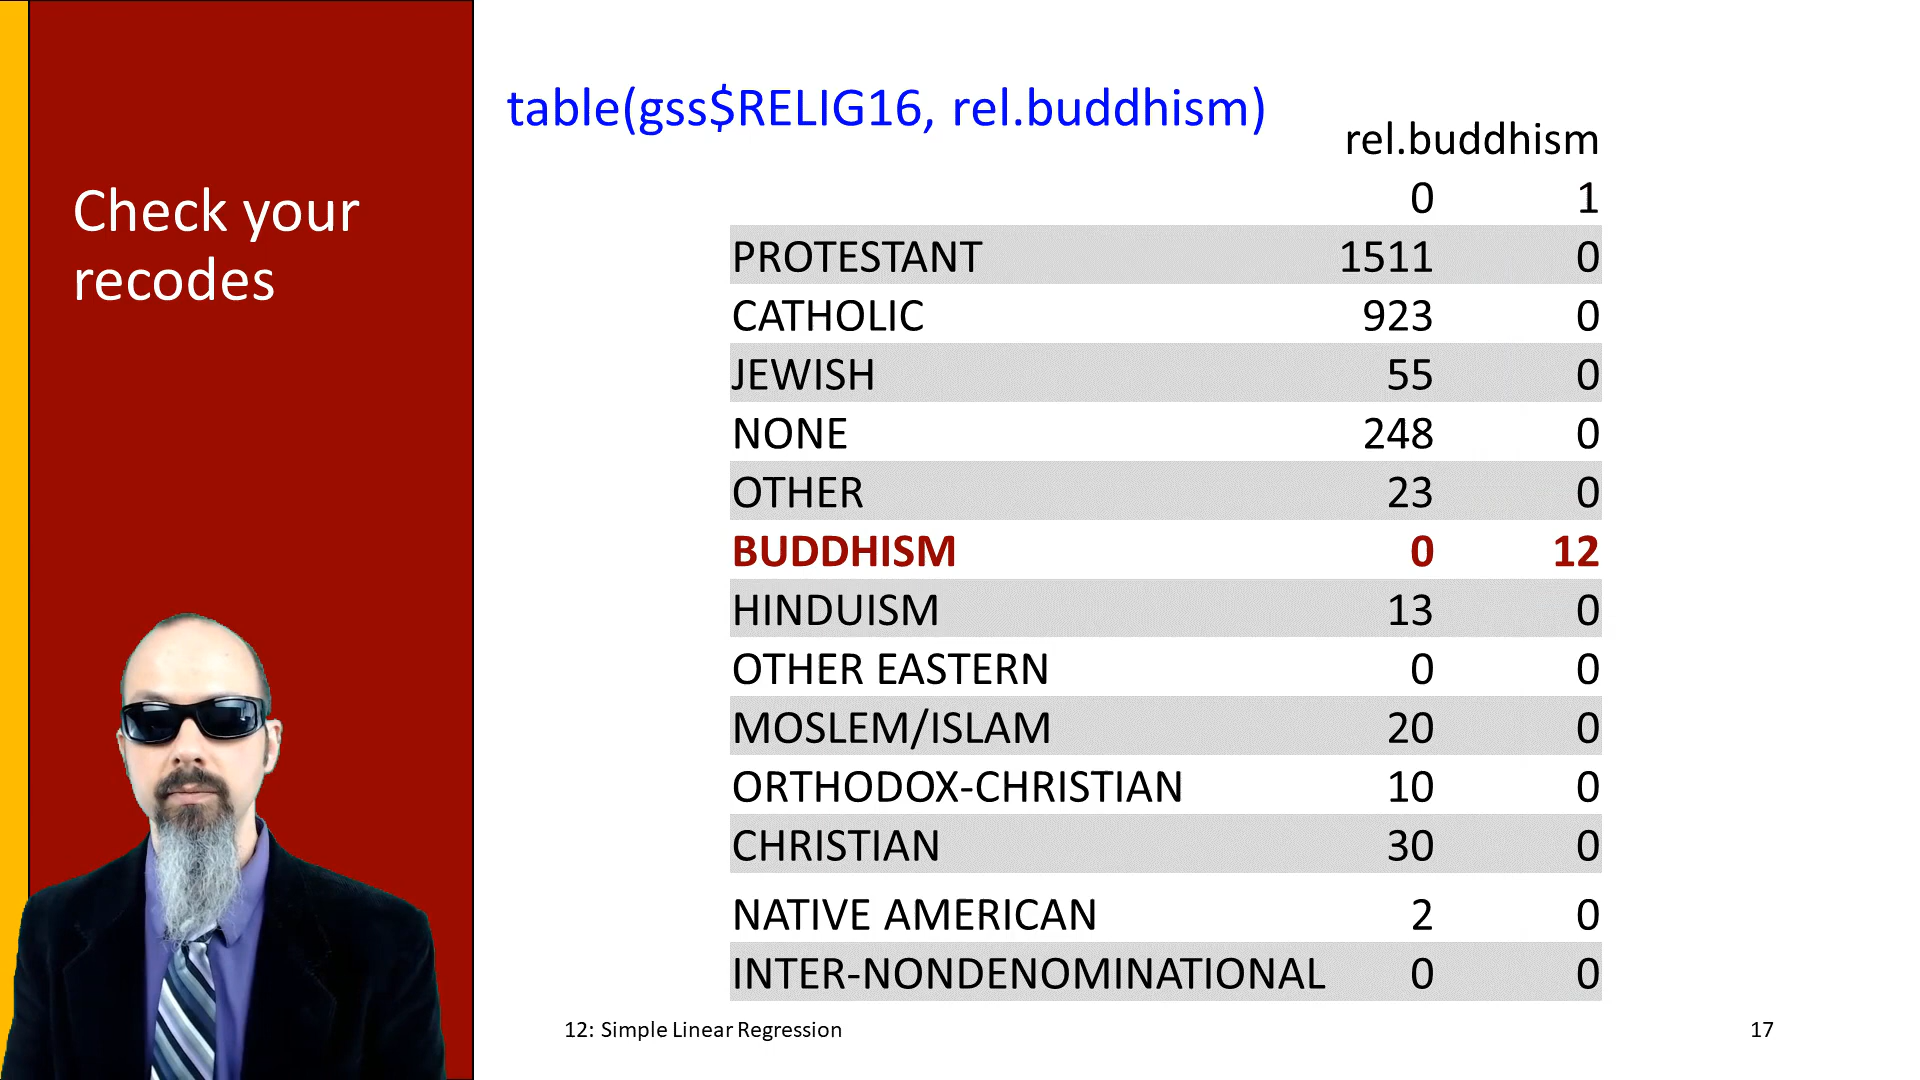 Check your
recodes
table(gss$RELIG16, rel.buddhism)
rel.buddhism
0 1
PROTESTANT 1511 0
CATHOLIC 923 0
JEWISH 55 0
NONE 248 0
OTHER 23 0
BUDDHISM 0 12
HINDUISM 13 0
OTHER EASTERN 0 0
MOSLEM/ISLAM 20 0
ORTHODOX-CHRISTIAN 10 0
CHRISTIAN 30 0
NATIVE AMERICAN 2 0
INTER-NONDENOMINATIONAL 0 0
12: Simple Linear Regression 17